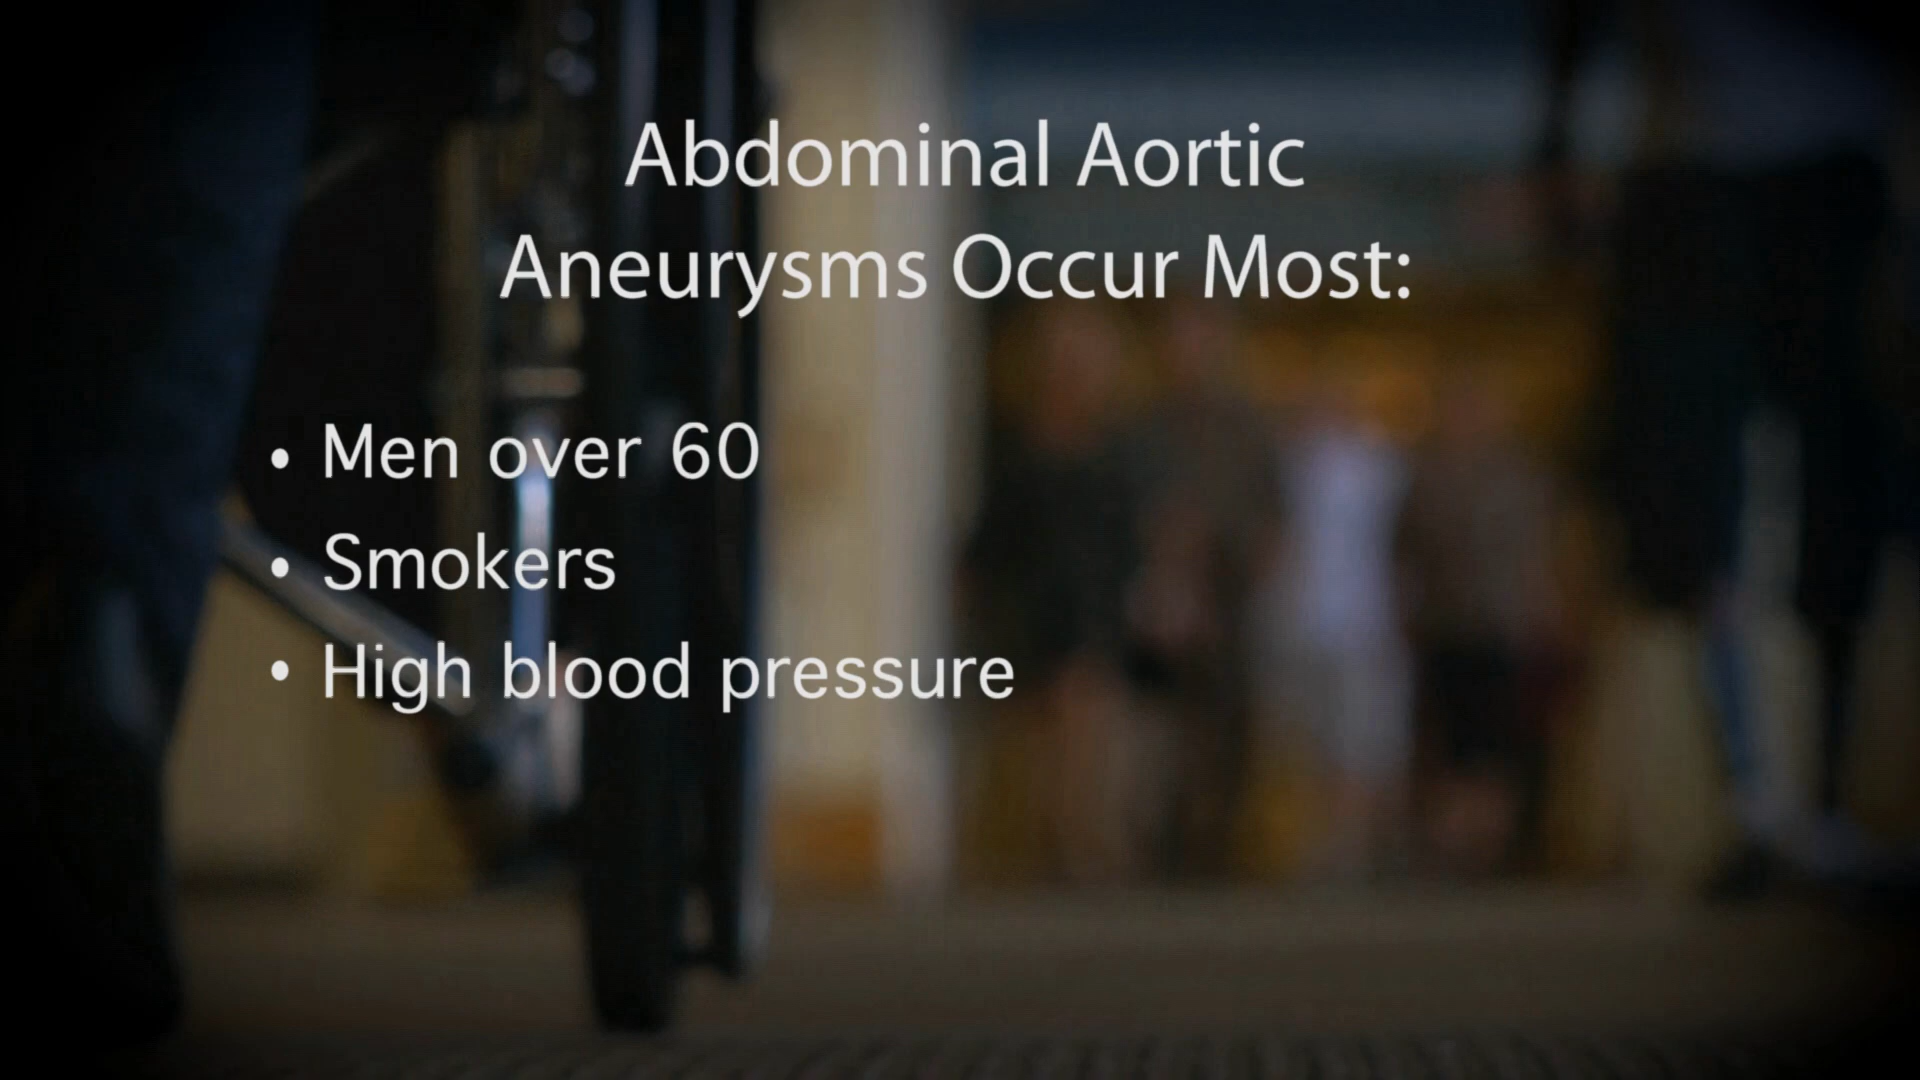 Abdominal Aortic
Aneurysms Occur Most:
• Men over 60
• Smokers
• High blood pressure